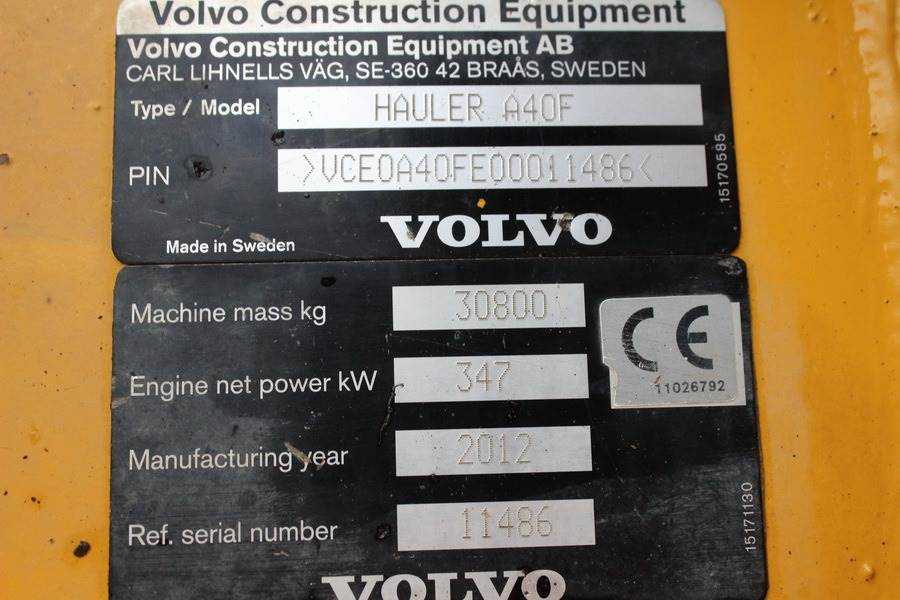 Volvo Construction Equipment
Volvo Construction Equipment AB
CARL LIHNELLS VÄG, SE-360 42 BRAÅS, SWEDEN
Type / Model HAULER A40F
PIN >VCE0A40FE00011486<
15170585
Made in Sweden VOLVO
Machine mass kg 30800
CE
11026792
Engine net power kW 347
Manufacturing year 2012
Ref. serial number 11486
15171130
VOLVO